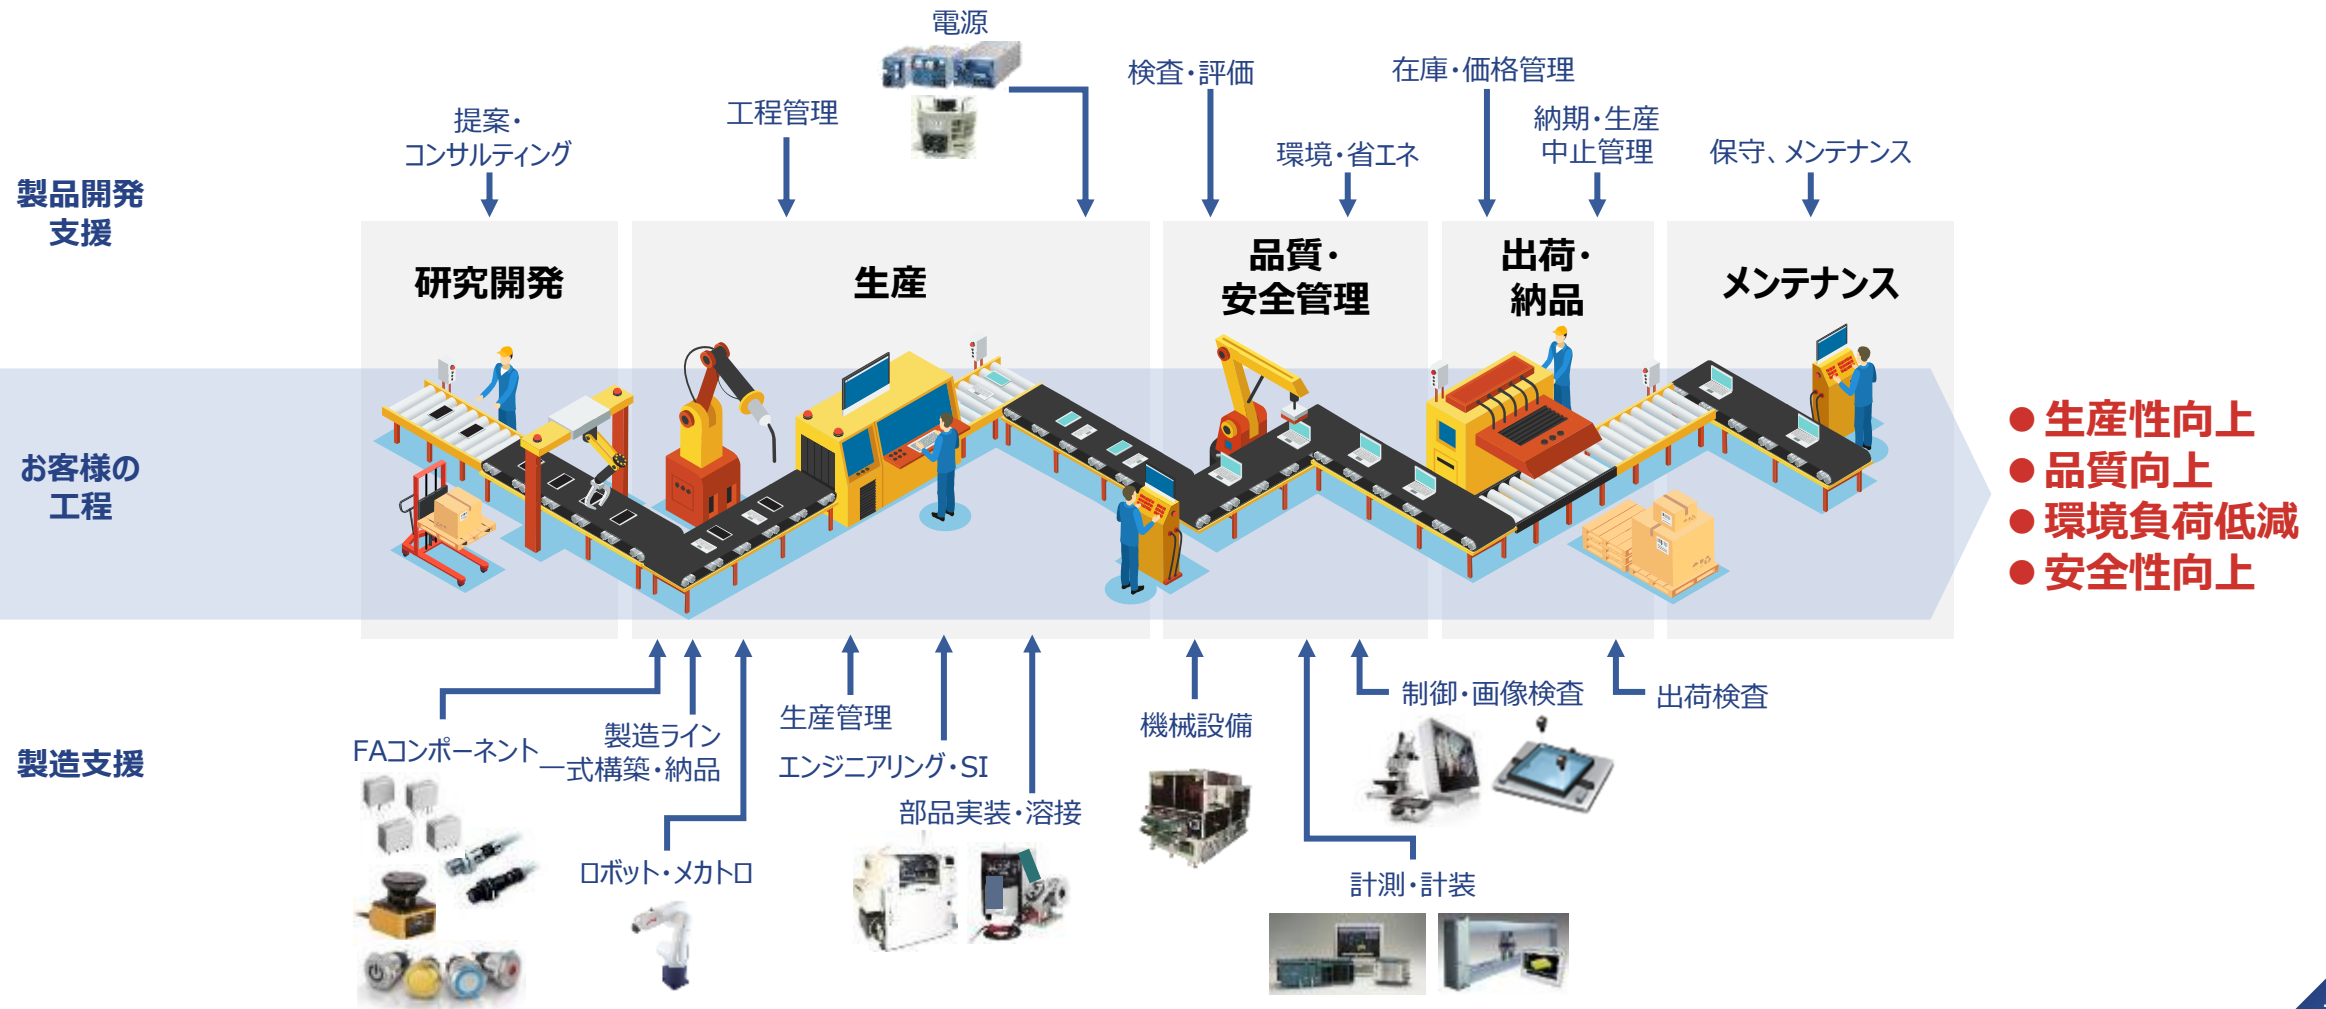 電源
検査・評価
在庫・価格管理
工程管理
提案・
コンサルティング
環境・省エネ
納期・生産
中止管理
保守、メンテナンス
製品開発
支援
研究開発
生産
品質・
安全管理
出荷・
納品
メンテナンス
お客様の
工程
● 生産性向上
● 品質向上
● 環境負荷低減
● 安全性向上
製造支援
FAコンポーネント
製造ライン
一式構築・納品
ロボット・メカトロ
生産管理
エンジニアリング・SI
部品実装・溶接
機械設備
制御・画像検査
出荷検査
計測・計装